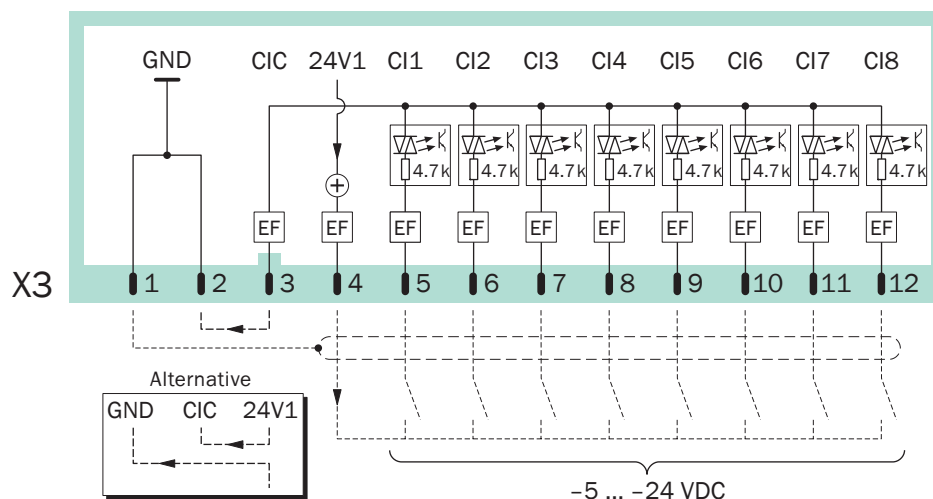 GND CIC 24V1 CI1 CI2 CI3 CI4 CI5 CI6 CI7 CI8
4.7k 4.7k 4.7k 4.7k 4.7k 4.7k 4.7k 4.7k
+
EF EF EF EF EF EF EF EF EF EF
X3 1 2 3 4 5 6 7 8 9 10 11 12
Alternative
GND CIC 24V1
–5 ... –24 VDC